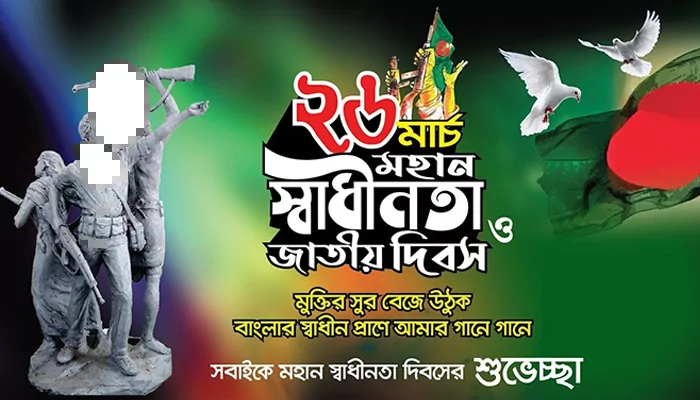 ২৬ মার্চ
মহান
স্বাধীনতা ও
জাতীয় দিবস
মুক্তির সুর বেজে উঠুক
বাংলার স্বাধীন প্রাণে আমার গানে গানে
সবাইকে মহান স্বাধীনতা দিবসের শুভেচ্ছা